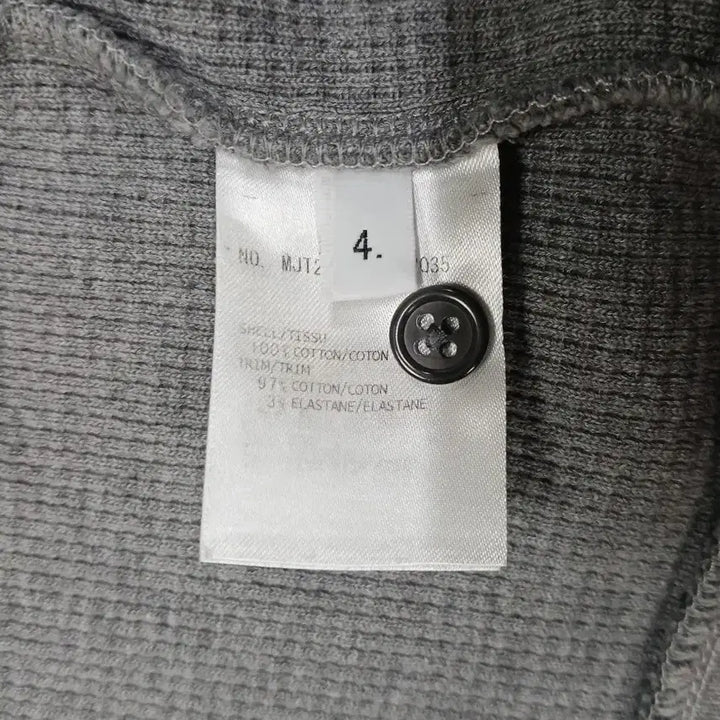 4.
NO. MJT2 035
SHELL/TISSU
100% COTTON/COTON
TRIM/TRIM
97% COTTON/COTON
3% ELASTANE/ELASTANE